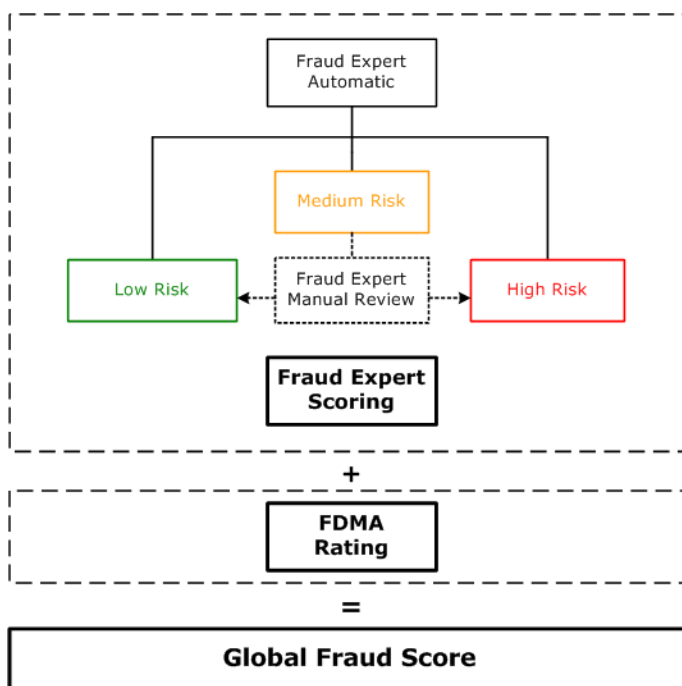 Fraud Expert
Automatic
Medium Risk
Low Risk
Fraud Expert
Manual Review
High Risk
Fraud Expert
Scoring
+
FDMA
Rating
=
Global Fraud Score